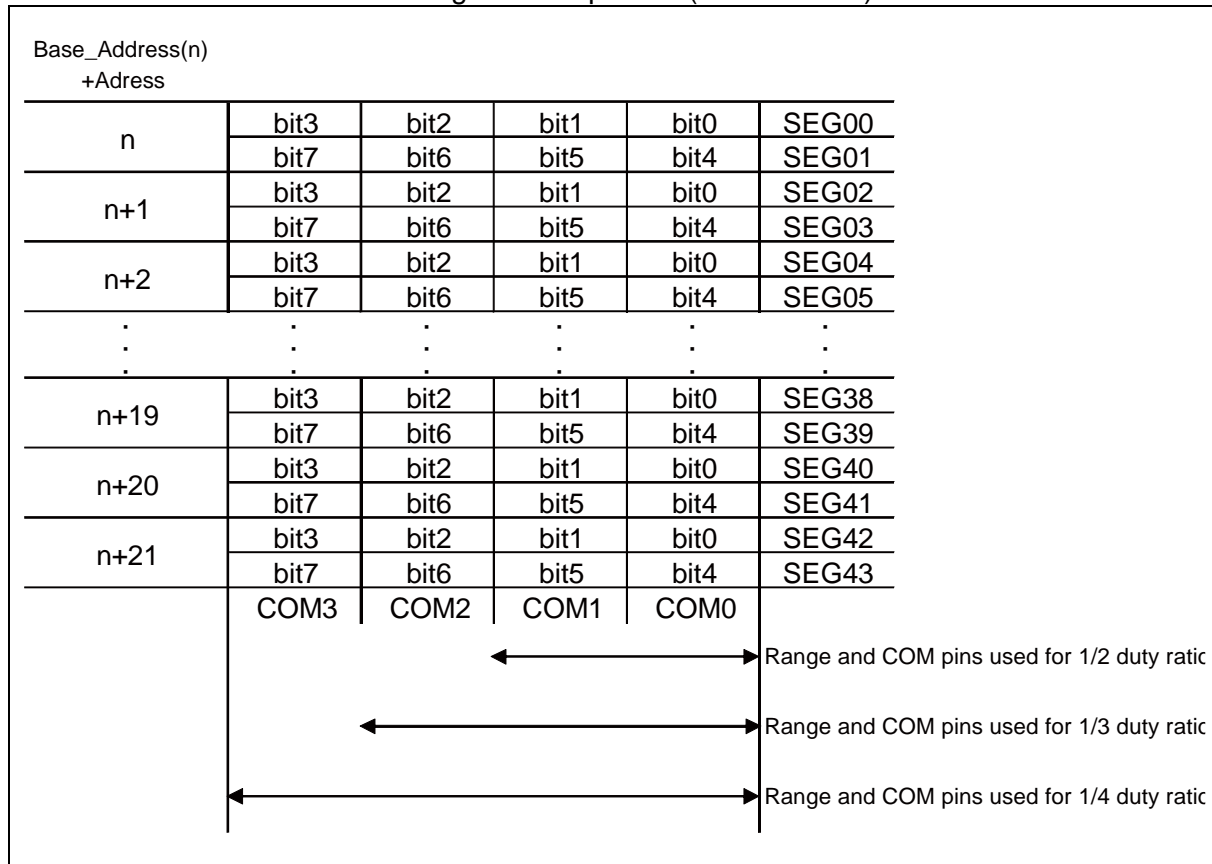 Base_Address(n)
+Adress
n bit3 bit2 bit1 bit0 SEG00
bit7 bit6 bit5 bit4 SEG01
n+1 bit3 bit2 bit1 bit0 SEG02
bit7 bit6 bit5 bit4 SEG03
n+2 bit3 bit2 bit1 bit0 SEG04
bit7 bit6 bit5 bit4 SEG05
. . . . . .
. . . . . .
. . . . . .
n+19 bit3 bit2 bit1 bit0 SEG38
bit7 bit6 bit5 bit4 SEG39
n+20 bit3 bit2 bit1 bit0 SEG40
bit7 bit6 bit5 bit4 SEG41
n+21 bit3 bit2 bit1 bit0 SEG42
bit7 bit6 bit5 bit4 SEG43
COM3 COM2 COM1 COM0
Range and COM pins used for 1/2 duty ratio
Range and COM pins used for 1/3 duty ratio
Range and COM pins used for 1/4 duty ratio